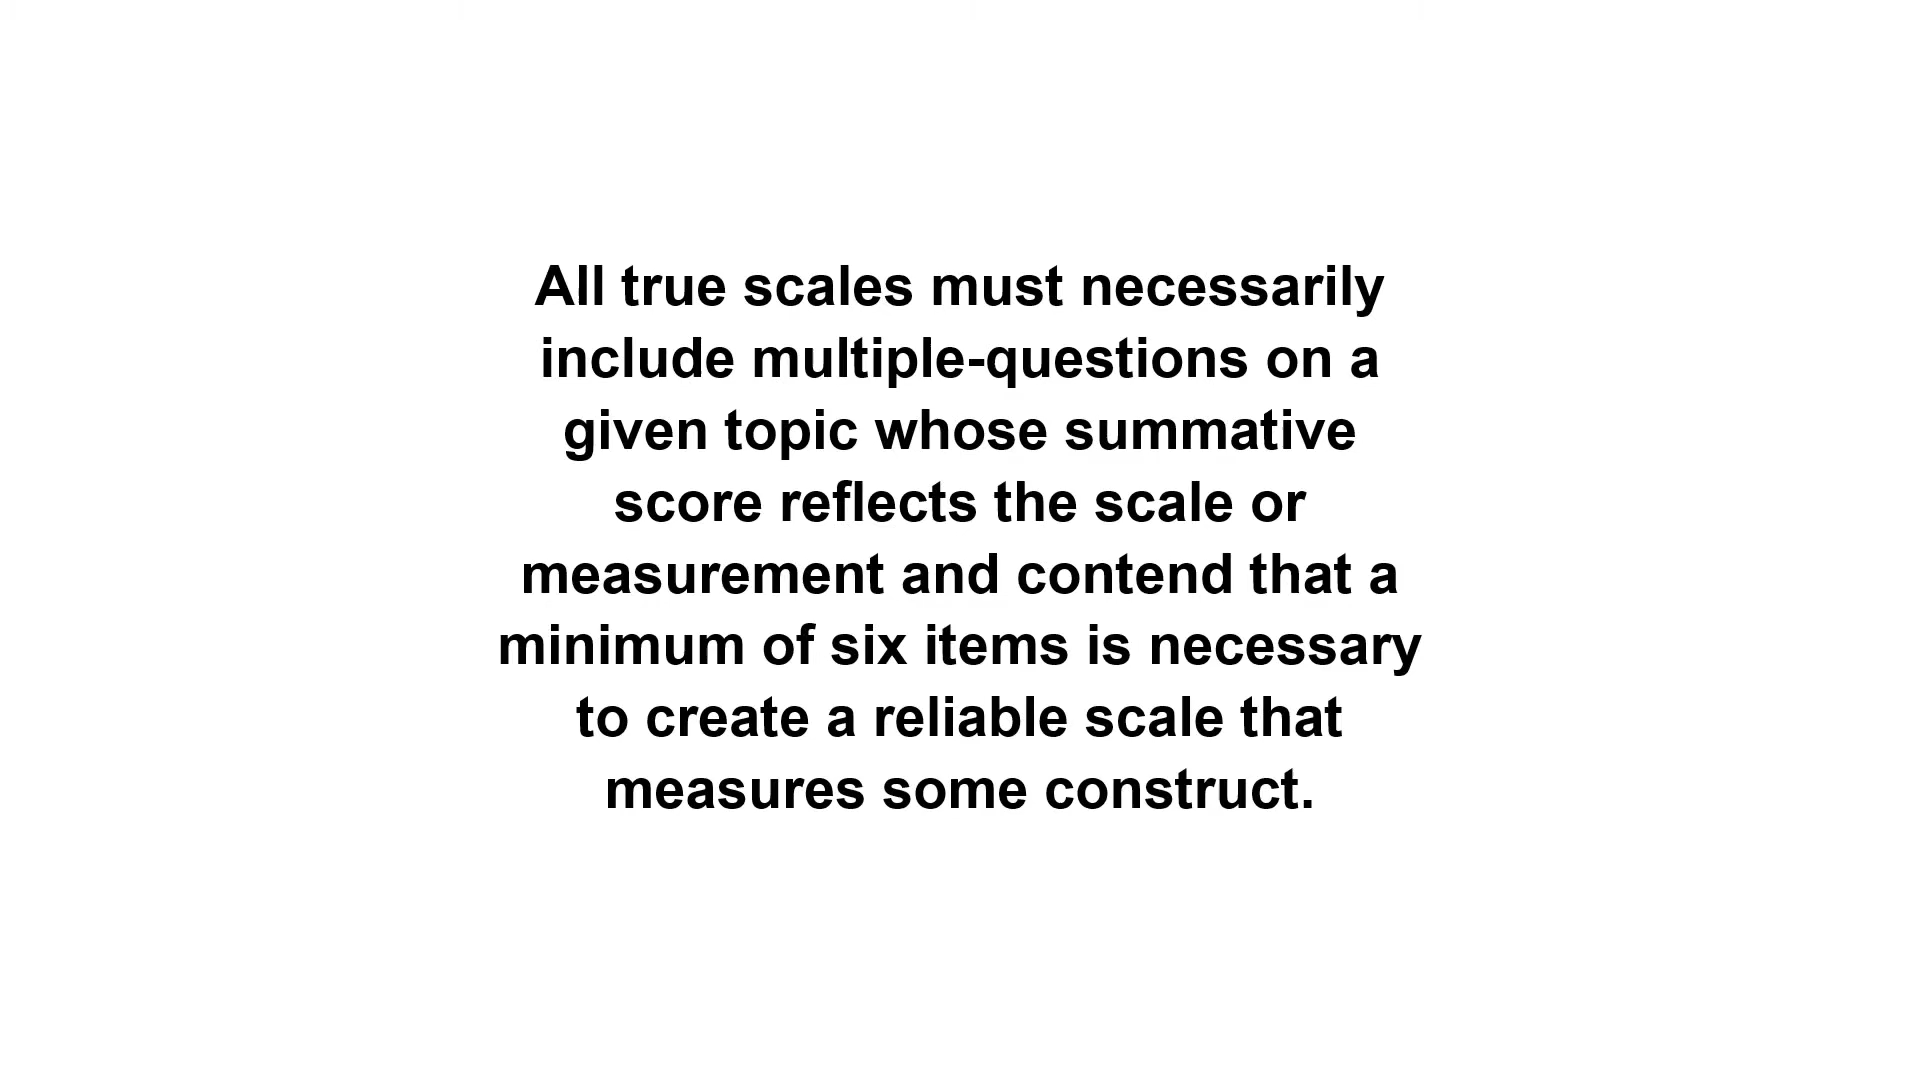 All true scales must necessarily
include multiple-questions on a
given topic whose summative
score reflects the scale or
measurement and contend that a
minimum of six items is necessary
to create a reliable scale that
measures some construct.